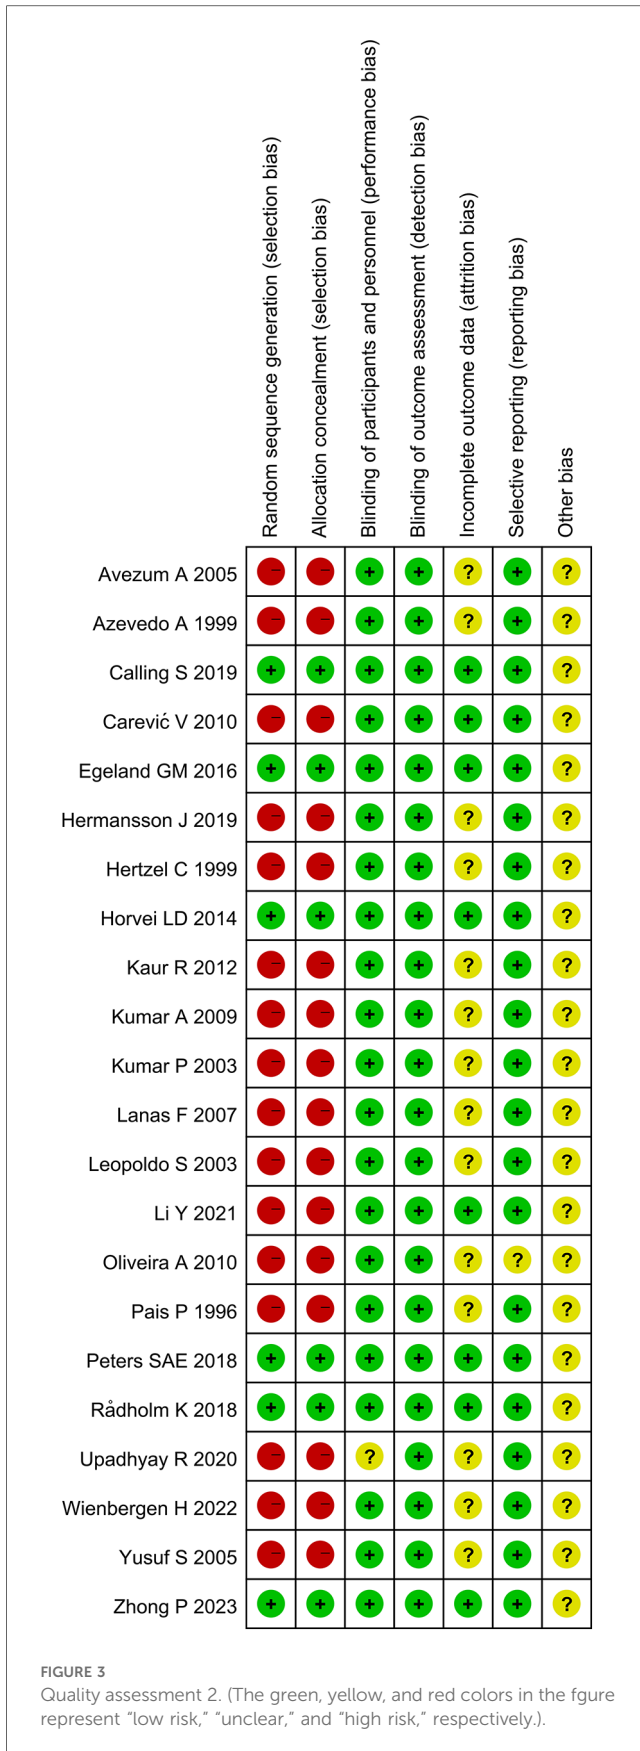 Random sequence generation (selection bias)
Allocation concealment (selection bias)
Blinding of participants and personnel (performance bias)
Blinding of outcome assessment (detection bias)
Incomplete outcome data (attrition bias)
Selective reporting (reporting bias)
Other bias
Avezum A 2005 - - + + ? + ?
Azevedo A 1999 - - + + ? + ?
Calling S 2019 + + + + + + ?
Carević V 2010 - - + + + + ?
Egeland GM 2016 + + + + + + ?
Hermansson J 2019 - - + + ? + ?
Hertzel C 1999 - - + + ? + ?
Horvei LD 2014 + + + + + + ?
Kaur R 2012 - - + + ? + ?
Kumar A 2009 - - + + ? + ?
Kumar P 2003 - - + + ? + ?
Lanas F 2007 - - + + ? + ?
Leopoldo S 2003 - - + + ? + ?
Li Y 2021 - - + + + + ?
Oliveira A 2010 - - + + ? ? ?
Pais P 1996 - - + + ? + ?
Peters SAE 2018 + + + + + + ?
Rådholm K 2018 + + + + + + ?
Upadhyay R 2020 - - ? + ? + ?
Wienbergen H 2022 - - + + ? + ?
Yusuf S 2005 - - + + ? + ?
Zhong P 2023 + + + + + + ?
FIGURE 3
Quality assessment 2. (The green, yellow, and red colors in the fgure
represent “low risk,” “unclear,” and “high risk,” respectively.).